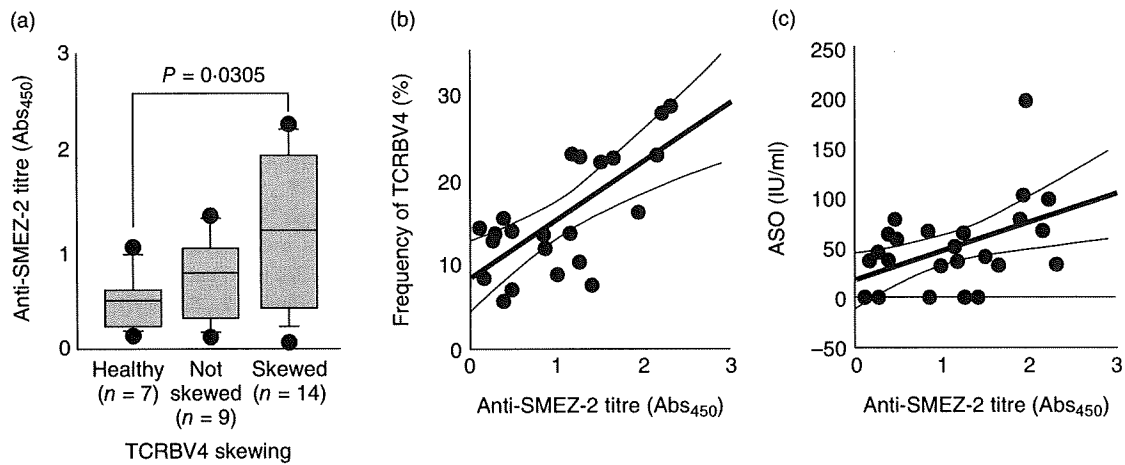 (a)
3
2
1
0
Anti-SMEZ-2 titre (Abs450)
P = 0·0305
Healthy
(n = 7)
Not
skewed
(n = 9)
Skewed
(n = 14)
TCRBV4 skewing
(b)
30
20
10
0
Frequency of TCRBV4 (%)
0
1
2
3
Anti-SMEZ-2 titre (Abs450)
(c)
250
200
150
100
50
0
–50
ASO (IU/ml)
0
1
2
3
Anti-SMEZ-2 titre (Abs450)